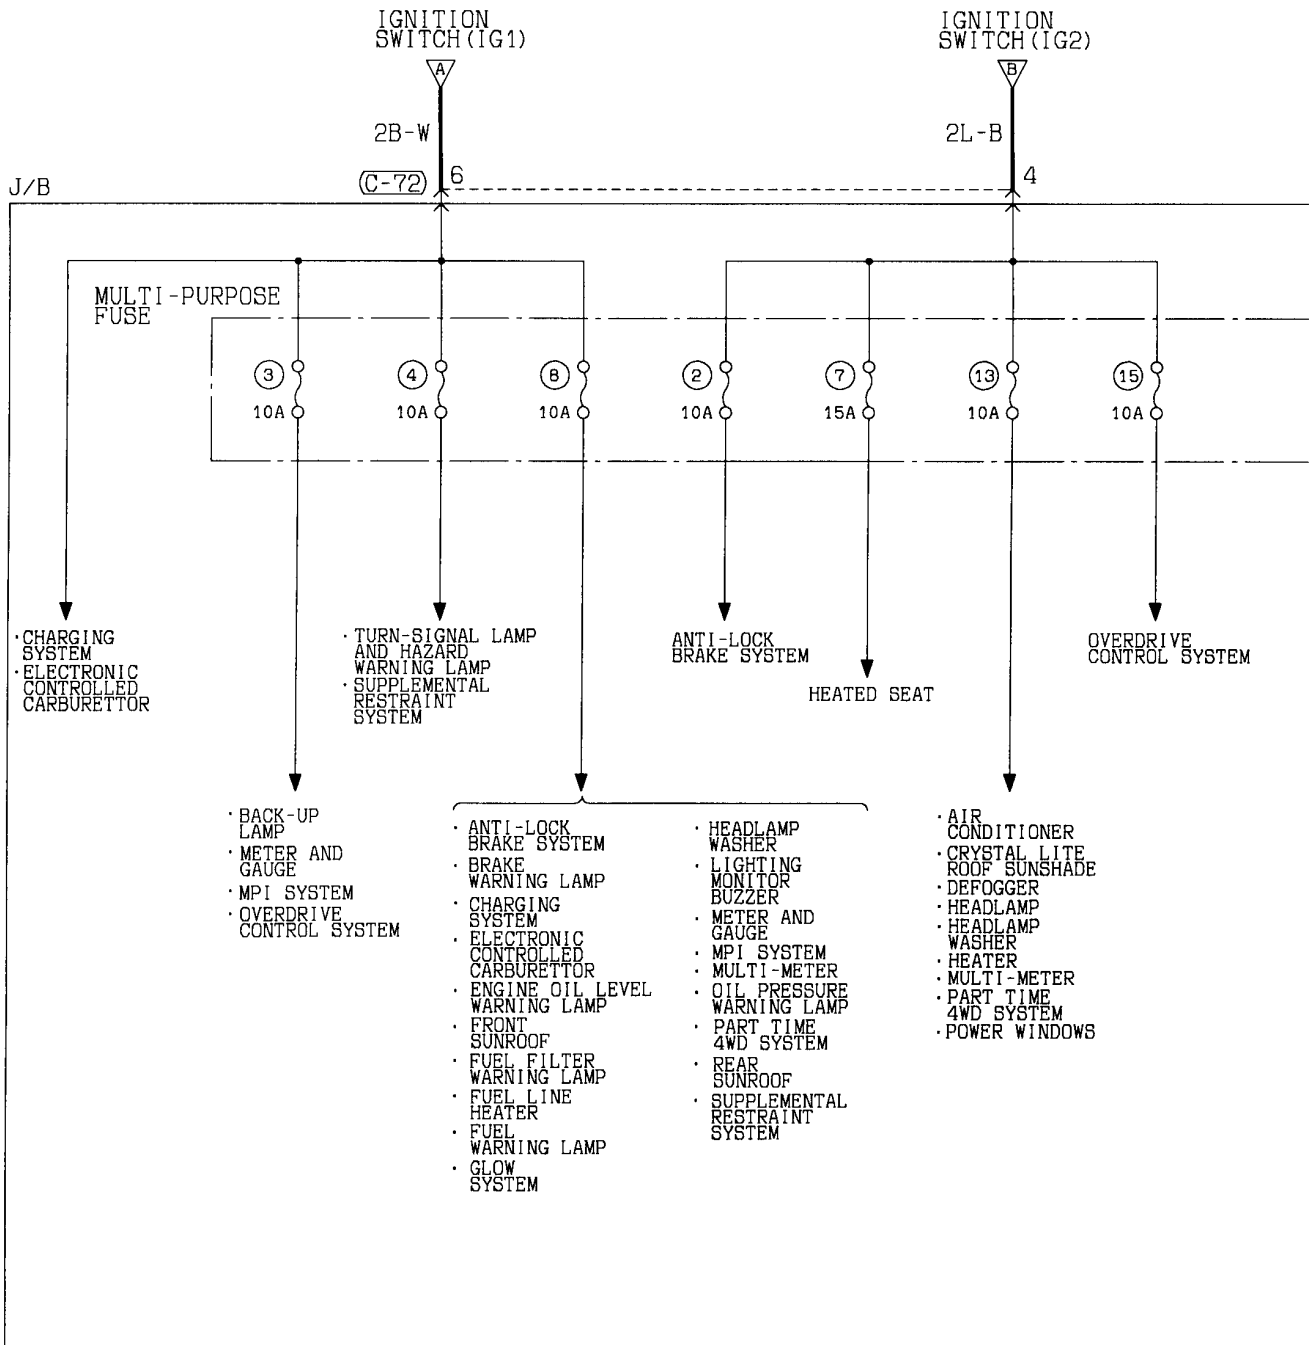 IGNITION
SWITCH(IG1)
IGNITION
SWITCH(IG2)
A
B
2B-W
2L-B
J/B
C-72
6
4
MULTI-PURPOSE
FUSE
3
10A
4
10A
8
10A
2
10A
7
15A
13
10A
15
10A
·CHARGING
SYSTEM
·ELECTRONIC
CONTROLLED
CARBURETTOR
·TURN-SIGNAL LAMP
AND HAZARD
WARNING LAMP
·SUPPLEMENTAL
RESTRAINT
SYSTEM
ANTI-LOCK
BRAKE SYSTEM
HEATED SEAT
OVERDRIVE
CONTROL SYSTEM
·BACK-UP
LAMP
·METER AND
GAUGE
·MPI SYSTEM
·OVERDRIVE
CONTROL SYSTEM
· ANTI-LOCK
BRAKE SYSTEM
· BRAKE
WARNING LAMP
· CHARGING
SYSTEM
· ELECTRONIC
CONTROLLED
CARBURETTOR
· ENGINE OIL LEVEL
WARNING LAMP
· FRONT
SUNROOF
· FUEL FILTER
WARNING LAMP
· FUEL LINE
HEATER
· FUEL
WARNING LAMP
· GLOW
SYSTEM
· HEADLAMP
WASHER
· LIGHTING
MONITOR
BUZZER
· METER AND
GAUGE
· MPI SYSTEM
· MULTI-METER
· OIL PRESSURE
WARNING LAMP
· PART TIME
4WD SYSTEM
· REAR
SUNROOF
· SUPPLEMENTAL
RESTRAINT
SYSTEM
·AIR
CONDITIONER
·CRYSTAL LITE
ROOF SUNSHADE
·DEFOGGER
·HEADLAMP
·HEADLAMP
WASHER
·HEATER
·MULTI-METER
·PART TIME
4WD SYSTEM
·POWER WINDOWS